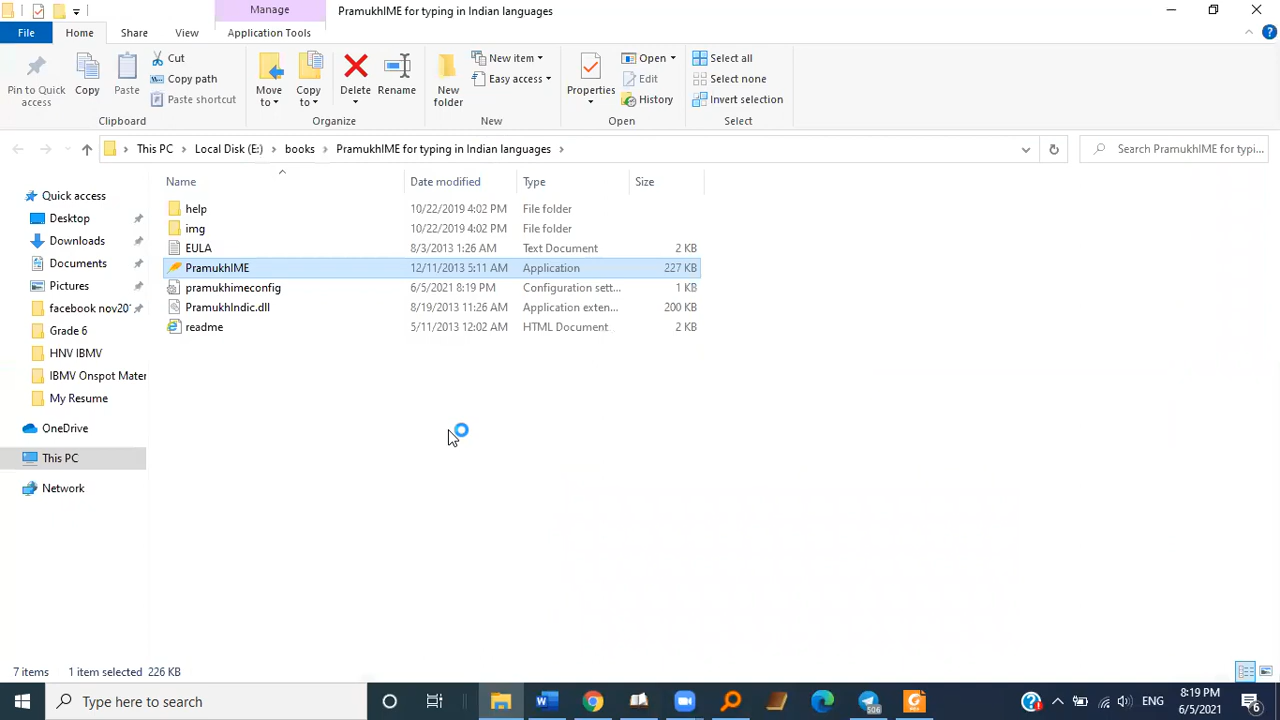 Manage
PramukhIME for typing in Indian languages
File
Home
Share
View
Application Tools
Pin to Quick access
Copy
Paste
Cut
Copy path
Paste shortcut
Clipboard
Move to
Copy to
Delete
Rename
Organize
New folder
New item
Easy access
New
Properties
Open
Edit
History
Open
Select all
Select none
Invert selection
Select
This PC
Local Disk (E:)
books
PramukhIME for typing in Indian languages
Search PramukhIME for typi...
Name Date modified Type Size
help 10/22/2019 4:02 PM File folder
img 10/22/2019 4:02 PM File folder
EULA 8/3/2013 1:26 AM Text Document 2 KB
PramukhIME 12/11/2013 5:11 AM Application 227 KB
pramukhimeconfig 6/5/2021 8:19 PM Configuration sett... 1 KB
PramukhIndic.dll 8/19/2013 11:26 AM Application exten... 200 KB
readme 5/11/2013 12:02 AM HTML Document 2 KB
Quick access
Desktop
Downloads
Documents
Pictures
facebook nov20
Grade 6
HNV IBMV
IBMV Onspot Mater
My Resume
OneDrive
This PC
Network
7 items 1 item selected 226 KB
Type here to search
506
ENG
8:19 PM
6/5/2021
6